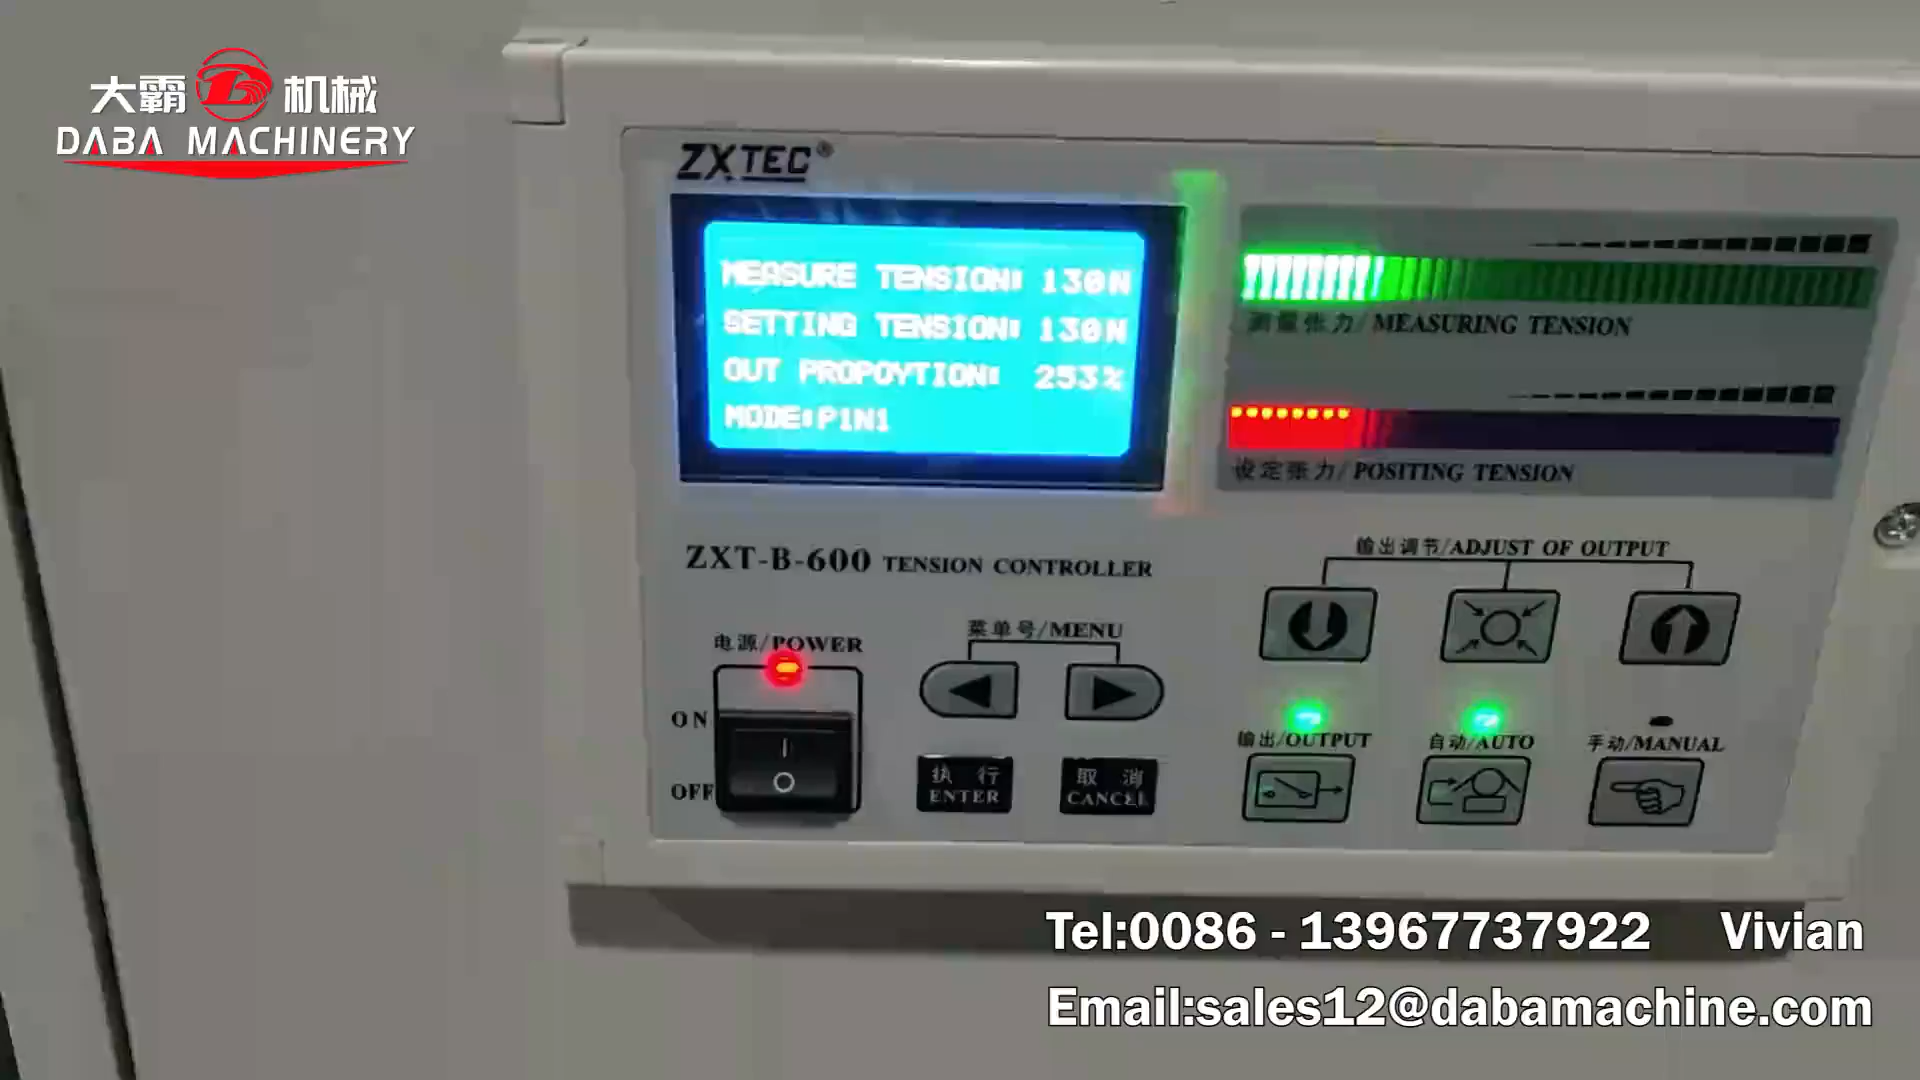 大霸 机械
DABA MACHINERY
ZXTEC®
MEASURE TENSION: 130N
SETTING TENSION: 130N
OUT PROPOYTION: 253%
MODE:P1N1
测量张力/MEASURING TENSION
设定张力/POSITING TENSION
ZXT-B-600 TENSION CONTROLLER
输出调节/ADJUST OF OUTPUT
电源/POWER
ON
OFF
菜单号/MENU
执行
ENTER
取消
CANCEL
输出/OUTPUT
自动/AUTO
手动/MANUAL
Tel:0086 - 13967737922 Vivian
Email:sales12@dabamachine.com